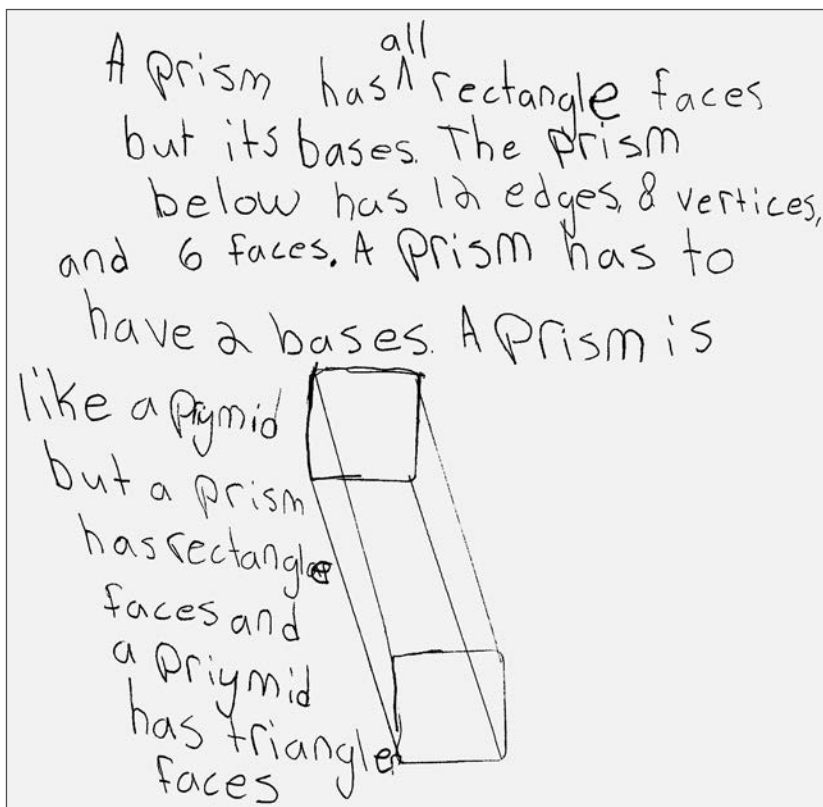 all
A prism has ^ rectangle faces
but its bases. The prism
below has 12 edges, 8 vertices,
and 6 faces. A prism has to
have 2 bases. A prism is
like a priymid
but a prism
has rectangle
faces and
a priymid
has triangle
faces